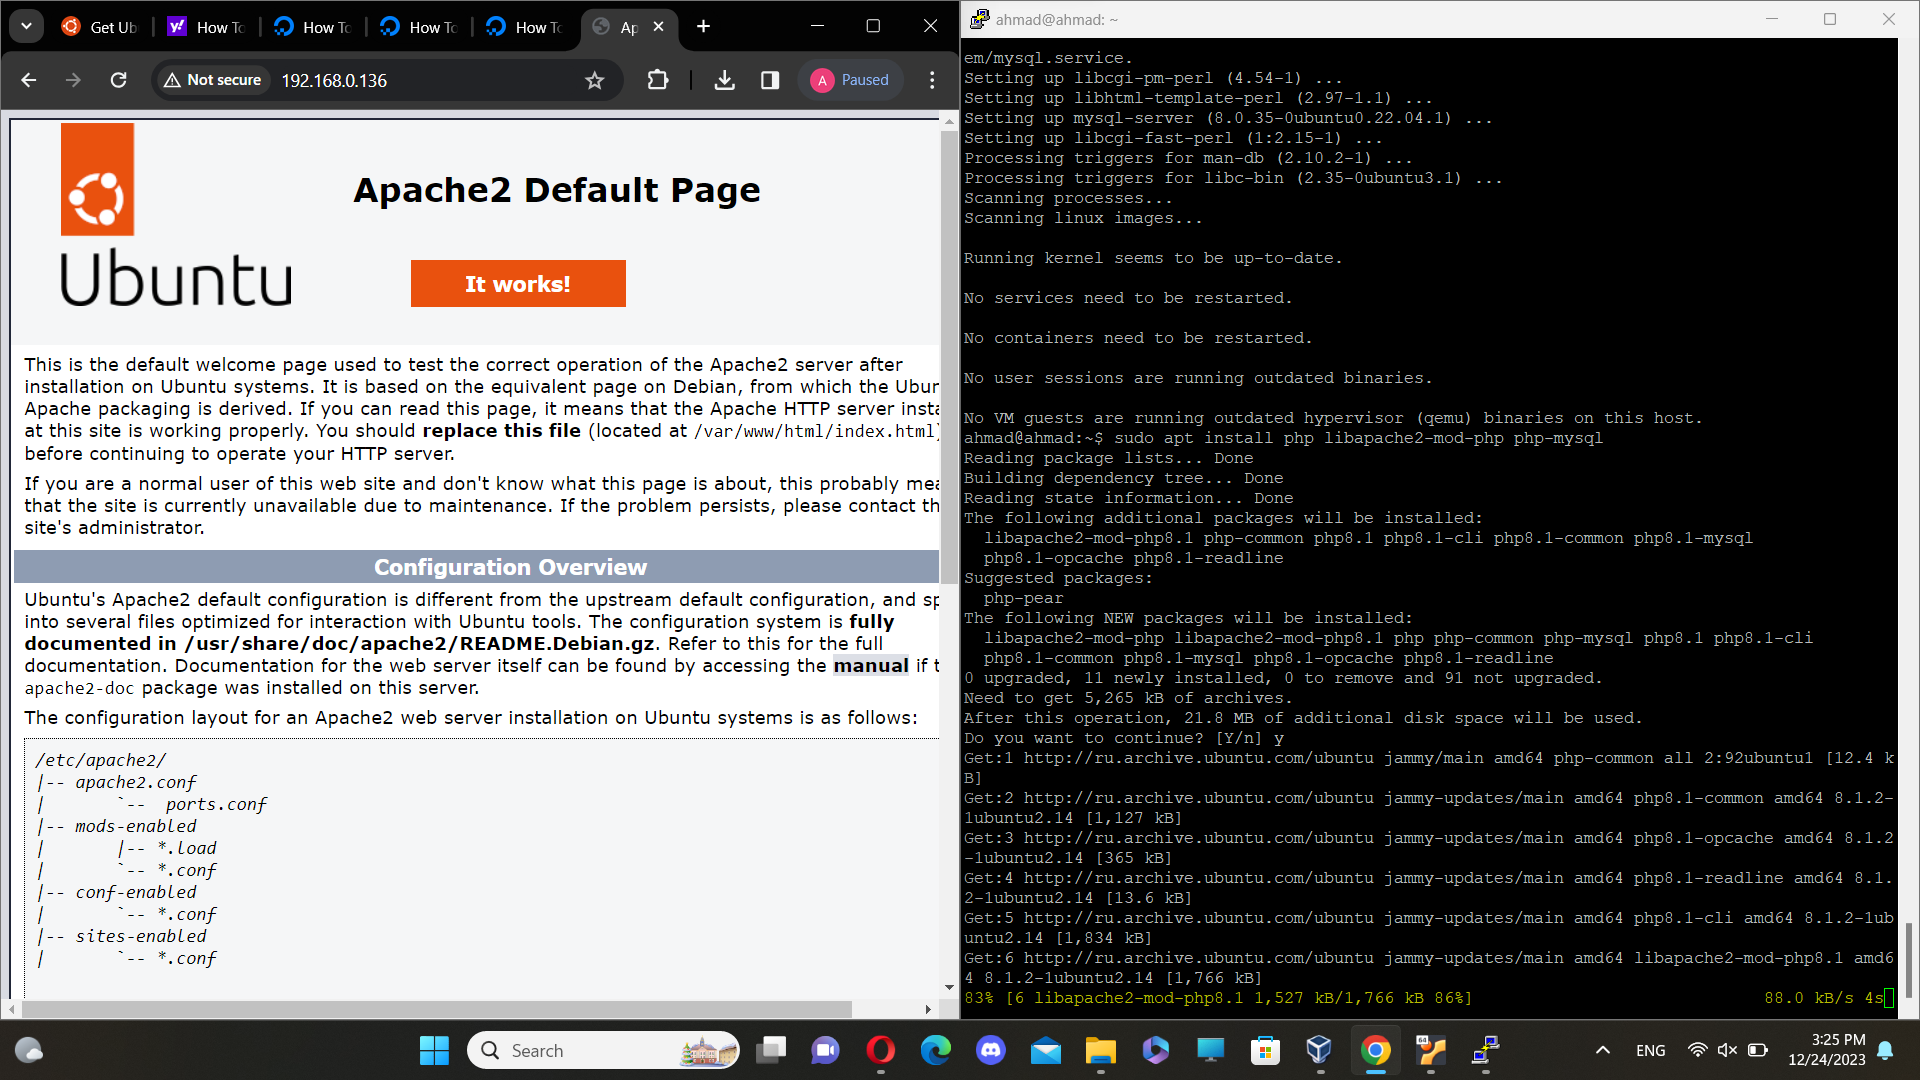 Get Ub
How To
How To
How To
How To
Ap
Not secure
192.168.0.136
A
Paused
Ubuntu
Apache2 Default Page
It works!
This is the default welcome page used to test the correct operation of the Apache2 server after
installation on Ubuntu systems. It is based on the equivalent page on Debian, from which the Ubun
Apache packaging is derived. If you can read this page, it means that the Apache HTTP server insta
at this site is working properly. You should replace this file (located at /var/www/html/index.html)
before continuing to operate your HTTP server.
If you are a normal user of this web site and don't know what this page is about, this probably mea
that the site is currently unavailable due to maintenance. If the problem persists, please contact th
site's administrator.
Configuration Overview
Ubuntu's Apache2 default configuration is different from the upstream default configuration, and sp
into several files optimized for interaction with Ubuntu tools. The configuration system is fully
documented in /usr/share/doc/apache2/README.Debian.gz. Refer to this for the full
documentation. Documentation for the web server itself can be found by accessing the manual if t
apache2-doc package was installed on this server.
The configuration layout for an Apache2 web server installation on Ubuntu systems is as follows:
/etc/apache2/
|-- apache2.conf
|       `--  ports.conf
|-- mods-enabled
|       |-- *.load
|       `-- *.conf
|-- conf-enabled
|       `-- *.conf
|-- sites-enabled
|       `-- *.conf
ahmad@ahmad: ~
em/mysql.service.
Setting up libcgi-pm-perl (4.54-1) ...
Setting up libhtml-template-perl (2.97-1.1) ...
Setting up mysql-server (8.0.35-0ubuntu0.22.04.1) ...
Setting up libcgi-fast-perl (1:2.15-1) ...
Processing triggers for man-db (2.10.2-1) ...
Processing triggers for libc-bin (2.35-0ubuntu3.1) ...
Scanning processes...
Scanning linux images...
Running kernel seems to be up-to-date.
No services need to be restarted.
No containers need to be restarted.
No user sessions are running outdated binaries.
No VM guests are running outdated hypervisor (qemu) binaries on this host.
ahmad@ahmad:~$ sudo apt install php libapache2-mod-php php-mysql
Reading package lists... Done
Building dependency tree... Done
Reading state information... Done
The following additional packages will be installed:
libapache2-mod-php8.1 php-common php8.1 php8.1-cli php8.1-common php8.1-mysql
php8.1-opcache php8.1-readline
Suggested packages:
php-pear
The following NEW packages will be installed:
libapache2-mod-php libapache2-mod-php8.1 php php-common php-mysql php8.1 php8.1-cli
php8.1-common php8.1-mysql php8.1-opcache php8.1-readline
0 upgraded, 11 newly installed, 0 to remove and 91 not upgraded.
Need to get 5,265 kB of archives.
After this operation, 21.8 MB of additional disk space will be used.
Do you want to continue? [Y/n] y
Get:1 http://ru.archive.ubuntu.com/ubuntu jammy/main amd64 php-common all 2:92ubuntu1 [12.4 k
B]
Get:2 http://ru.archive.ubuntu.com/ubuntu jammy-updates/main amd64 php8.1-common amd64 8.1.2-
1ubuntu2.14 [1,127 kB]
Get:3 http://ru.archive.ubuntu.com/ubuntu jammy-updates/main amd64 php8.1-opcache amd64 8.1.2
-1ubuntu2.14 [365 kB]
Get:4 http://ru.archive.ubuntu.com/ubuntu jammy-updates/main amd64 php8.1-readline amd64 8.1.
2-1ubuntu2.14 [13.6 kB]
Get:5 http://ru.archive.ubuntu.com/ubuntu jammy-updates/main amd64 php8.1-cli amd64 8.1.2-1ub
untu2.14 [1,834 kB]
Get:6 http://ru.archive.ubuntu.com/ubuntu jammy-updates/main amd64 libapache2-mod-php8.1 amd6
4 8.1.2-1ubuntu2.14 [1,766 kB]
83% [6 libapache2-mod-php8.1 1,527 kB/1,766 kB 86%] 88.0 kB/s 4s
Search
64
ENG
3:25 PM
12/24/2023